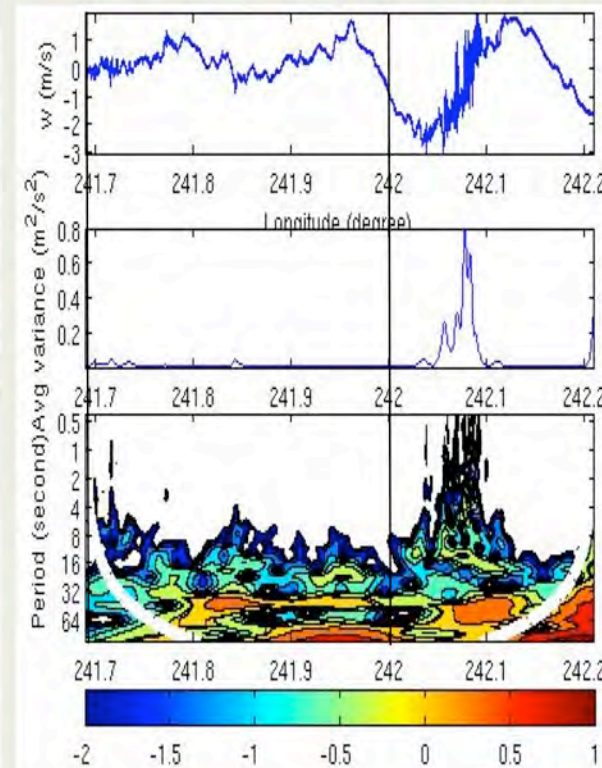 w (m/s)
1
0
-1
-2
-3
241.7 241.8 241.9 242 242.1 242.2
Longitude (degree)
Avg variance (m²/s²)
0.8
0.6
0.4
0.2
241.7 241.8 241.9 242 242.1 242.2
Period (second)
0.5
1
2
4
8
16
32
64
241.7 241.8 241.9 242 242.1 242.2
-2 -1.5 -1 -0.5 0 0.5 1